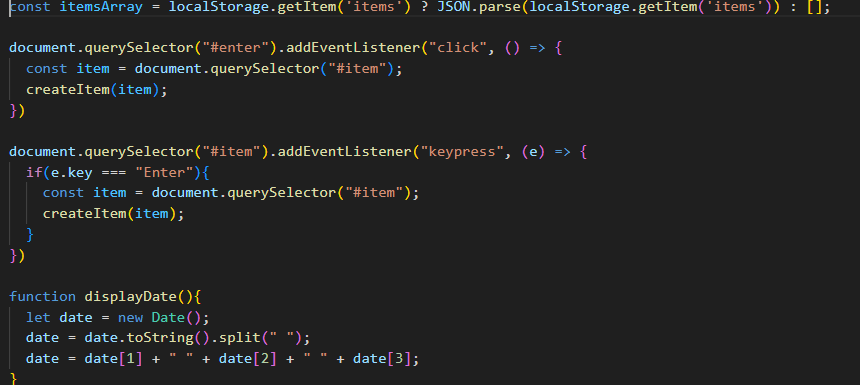 const itemsArray = localStorage.getItem('items') ? JSON.parse(localStorage.getItem('items')) : [];

document.querySelector("#enter").addEventListener("click", () => {
  const item = document.querySelector("#item");
  createItem(item);
})

document.querySelector("#item").addEventListener("keypress", (e) => {
  if(e.key === "Enter"){
    const item = document.querySelector("#item");
    createItem(item);
  }
})

function displayDate(){
  let date = new Date();
  date = date.toString().split(" ");
  date = date[1] + " " + date[2] + " " + date[3];
}